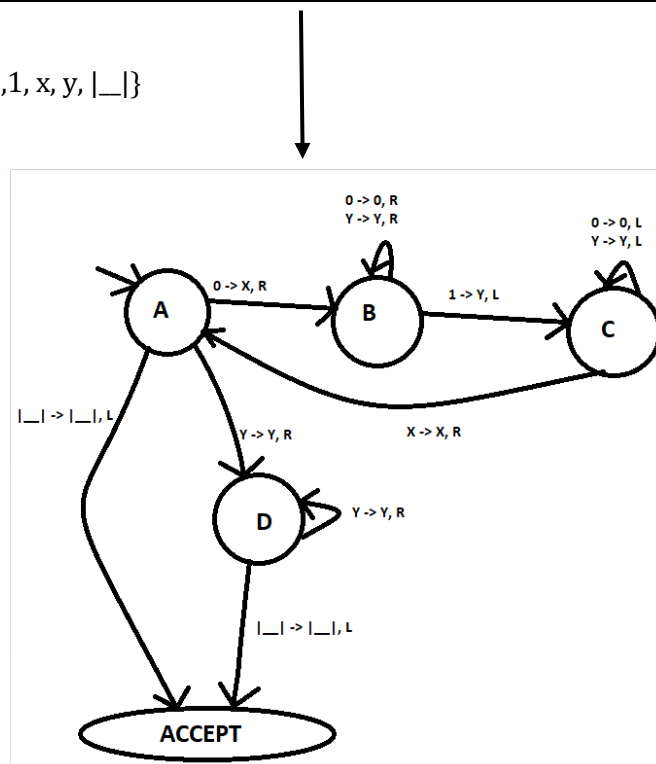 ,1, x, y, |__|}
0 -> 0, R
Y -> Y, R
0 -> 0, L
Y -> Y, L
0 -> X, R
1 -> Y, L
A
B
C
|__| -> |__|, L
Y -> Y, R
X -> X, R
D
Y -> Y, R
|__| -> |__|, L
ACCEPT